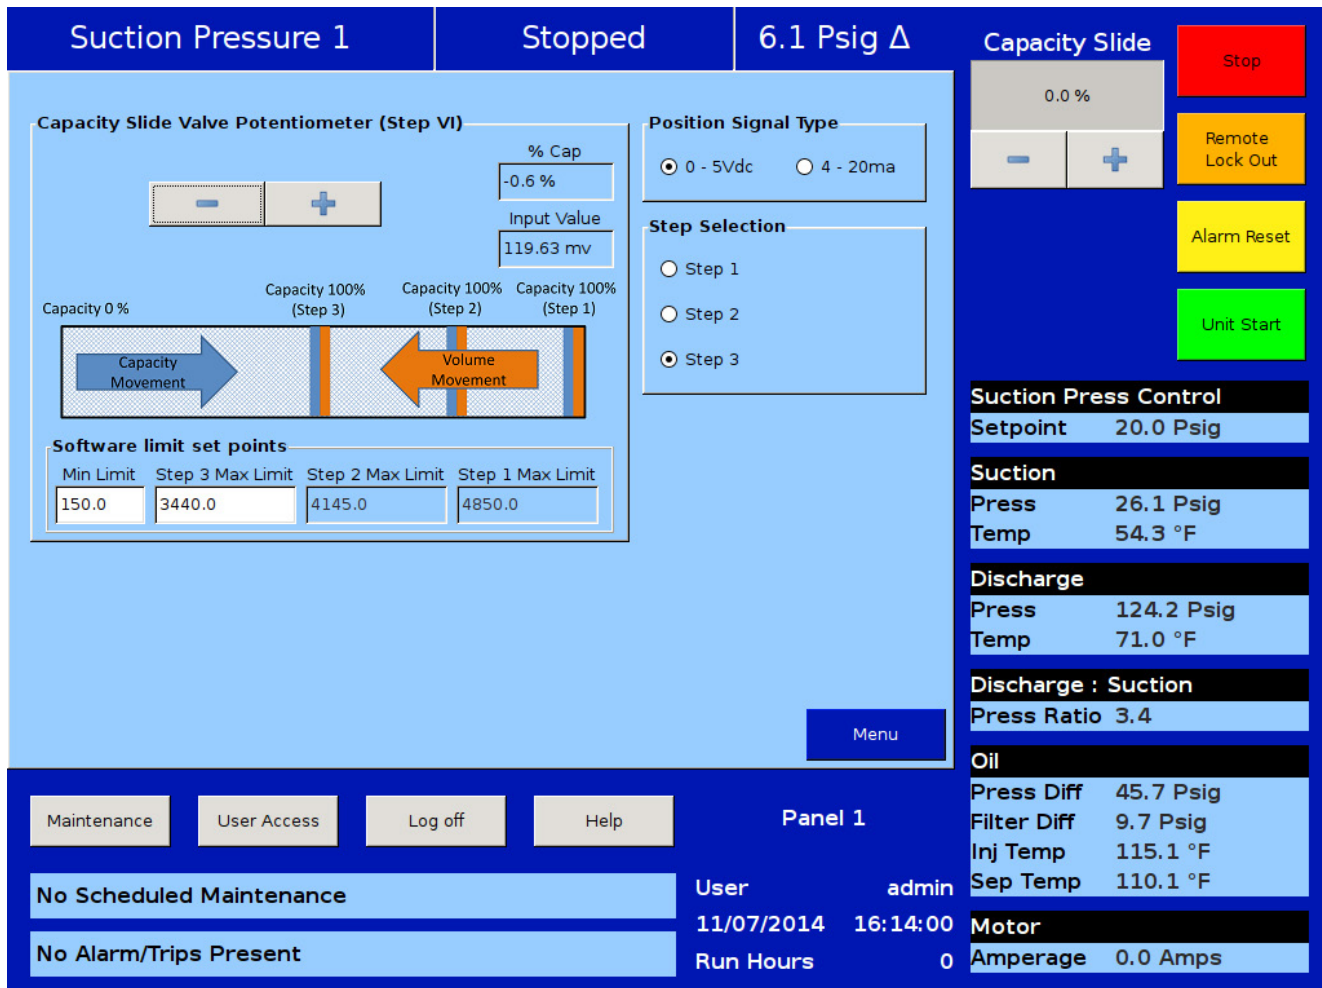 Suction Pressure 1
Stopped
6.1 Psig Δ
Capacity Slide
0.0 %
Stop
Remote
Lock Out
Alarm Reset
Unit Start
Capacity Slide Valve Potentiometer (Step VI)
% Cap
-0.6 %
Input Value
119.63 mv
Position Signal Type
0 - 5Vdc
4 - 20ma
Step Selection
Step 1
Step 2
Step 3
Capacity 0 %
Capacity 100%
(Step 3)
Capacity 100%
(Step 2)
Capacity 100%
(Step 1)
Capacity
Movement
Volume
Movement
Software limit set points
Min Limit
Step 3 Max Limit
Step 2 Max Limit
Step 1 Max Limit
150.0
3440.0
4145.0
4850.0
Menu
Suction Press Control
Setpoint 20.0 Psig
Suction
Press 26.1 Psig
Temp 54.3 °F
Discharge
Press 124.2 Psig
Temp 71.0 °F
Discharge : Suction
Press Ratio 3.4
Oil
Press Diff 45.7 Psig
Filter Diff 9.7 Psig
Inj Temp 115.1 °F
Sep Temp 110.1 °F
Motor
Amperage 0.0 Amps
Maintenance
User Access
Log off
Help
Panel 1
No Scheduled Maintenance
No Alarm/Trips Present
User admin
11/07/2014 16:14:00
Run Hours 0